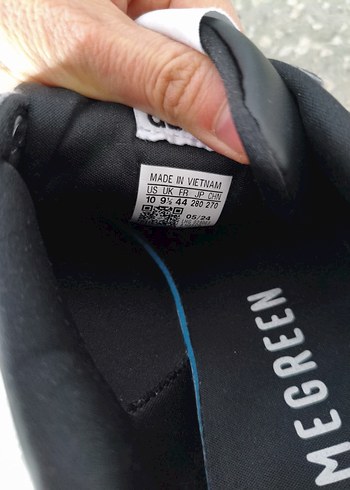 MADE IN VIETNAM
US UK FR JP CHN
10 9½ 44 280 270
05/24
MEGREEN